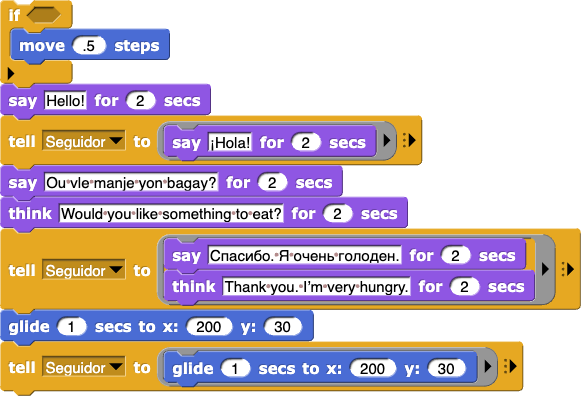 if
move .5 steps
say Hello! for 2 secs
tell Seguidor to say ¡Hola! for 2 secs
say Ou vle manje yon bagay? for 2 secs
think Would you like something to eat? for 2 secs
say Спасибо. Я очень голоден. for 2 secs
tell Seguidor to
think Thank you. I'm very hungry. for 2 secs
glide 1 secs to x: 200 y: 30
tell Seguidor to glide 1 secs to x: 200 y: 30